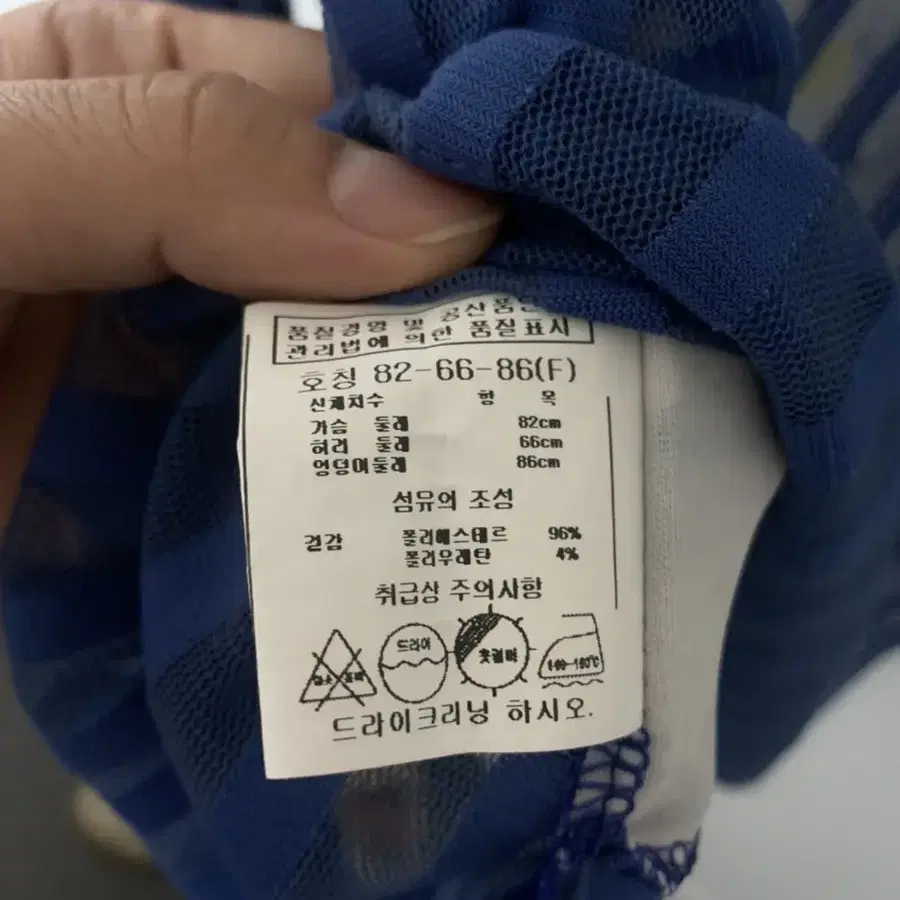 품질경영 및 공산품안
관리법에 의한 품질표시
호칭 82-66-86(F)
신체치수 항 목
가슴 둘레 82cm
허리 둘레 66cm
엉덩이둘레 86cm
섬유의 조성
겉감 폴리에스테르 96%
폴리우레탄 4%
취급상 주의사항
드라이
드라이크리닝 하시오.